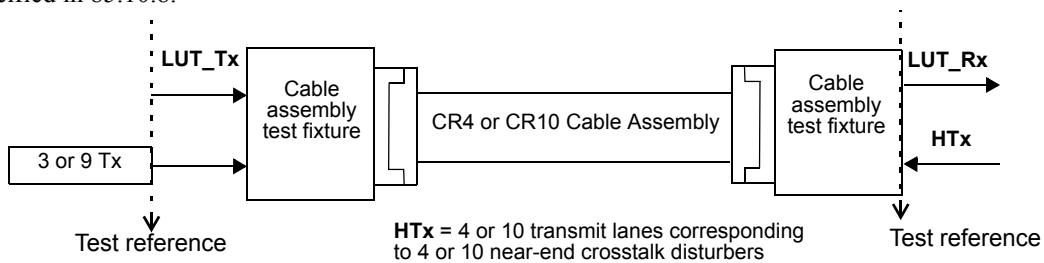 LUT_Tx
Cable
assembly
test fixture
3 or 9 Tx
CR4 or CR10 Cable Assembly
Cable
assembly
test fixture
LUT_Rx
HTx
Test reference
HTx = 4 or 10 transmit lanes corresponding
to 4 or 10 near-end crosstalk disturbers
Test reference